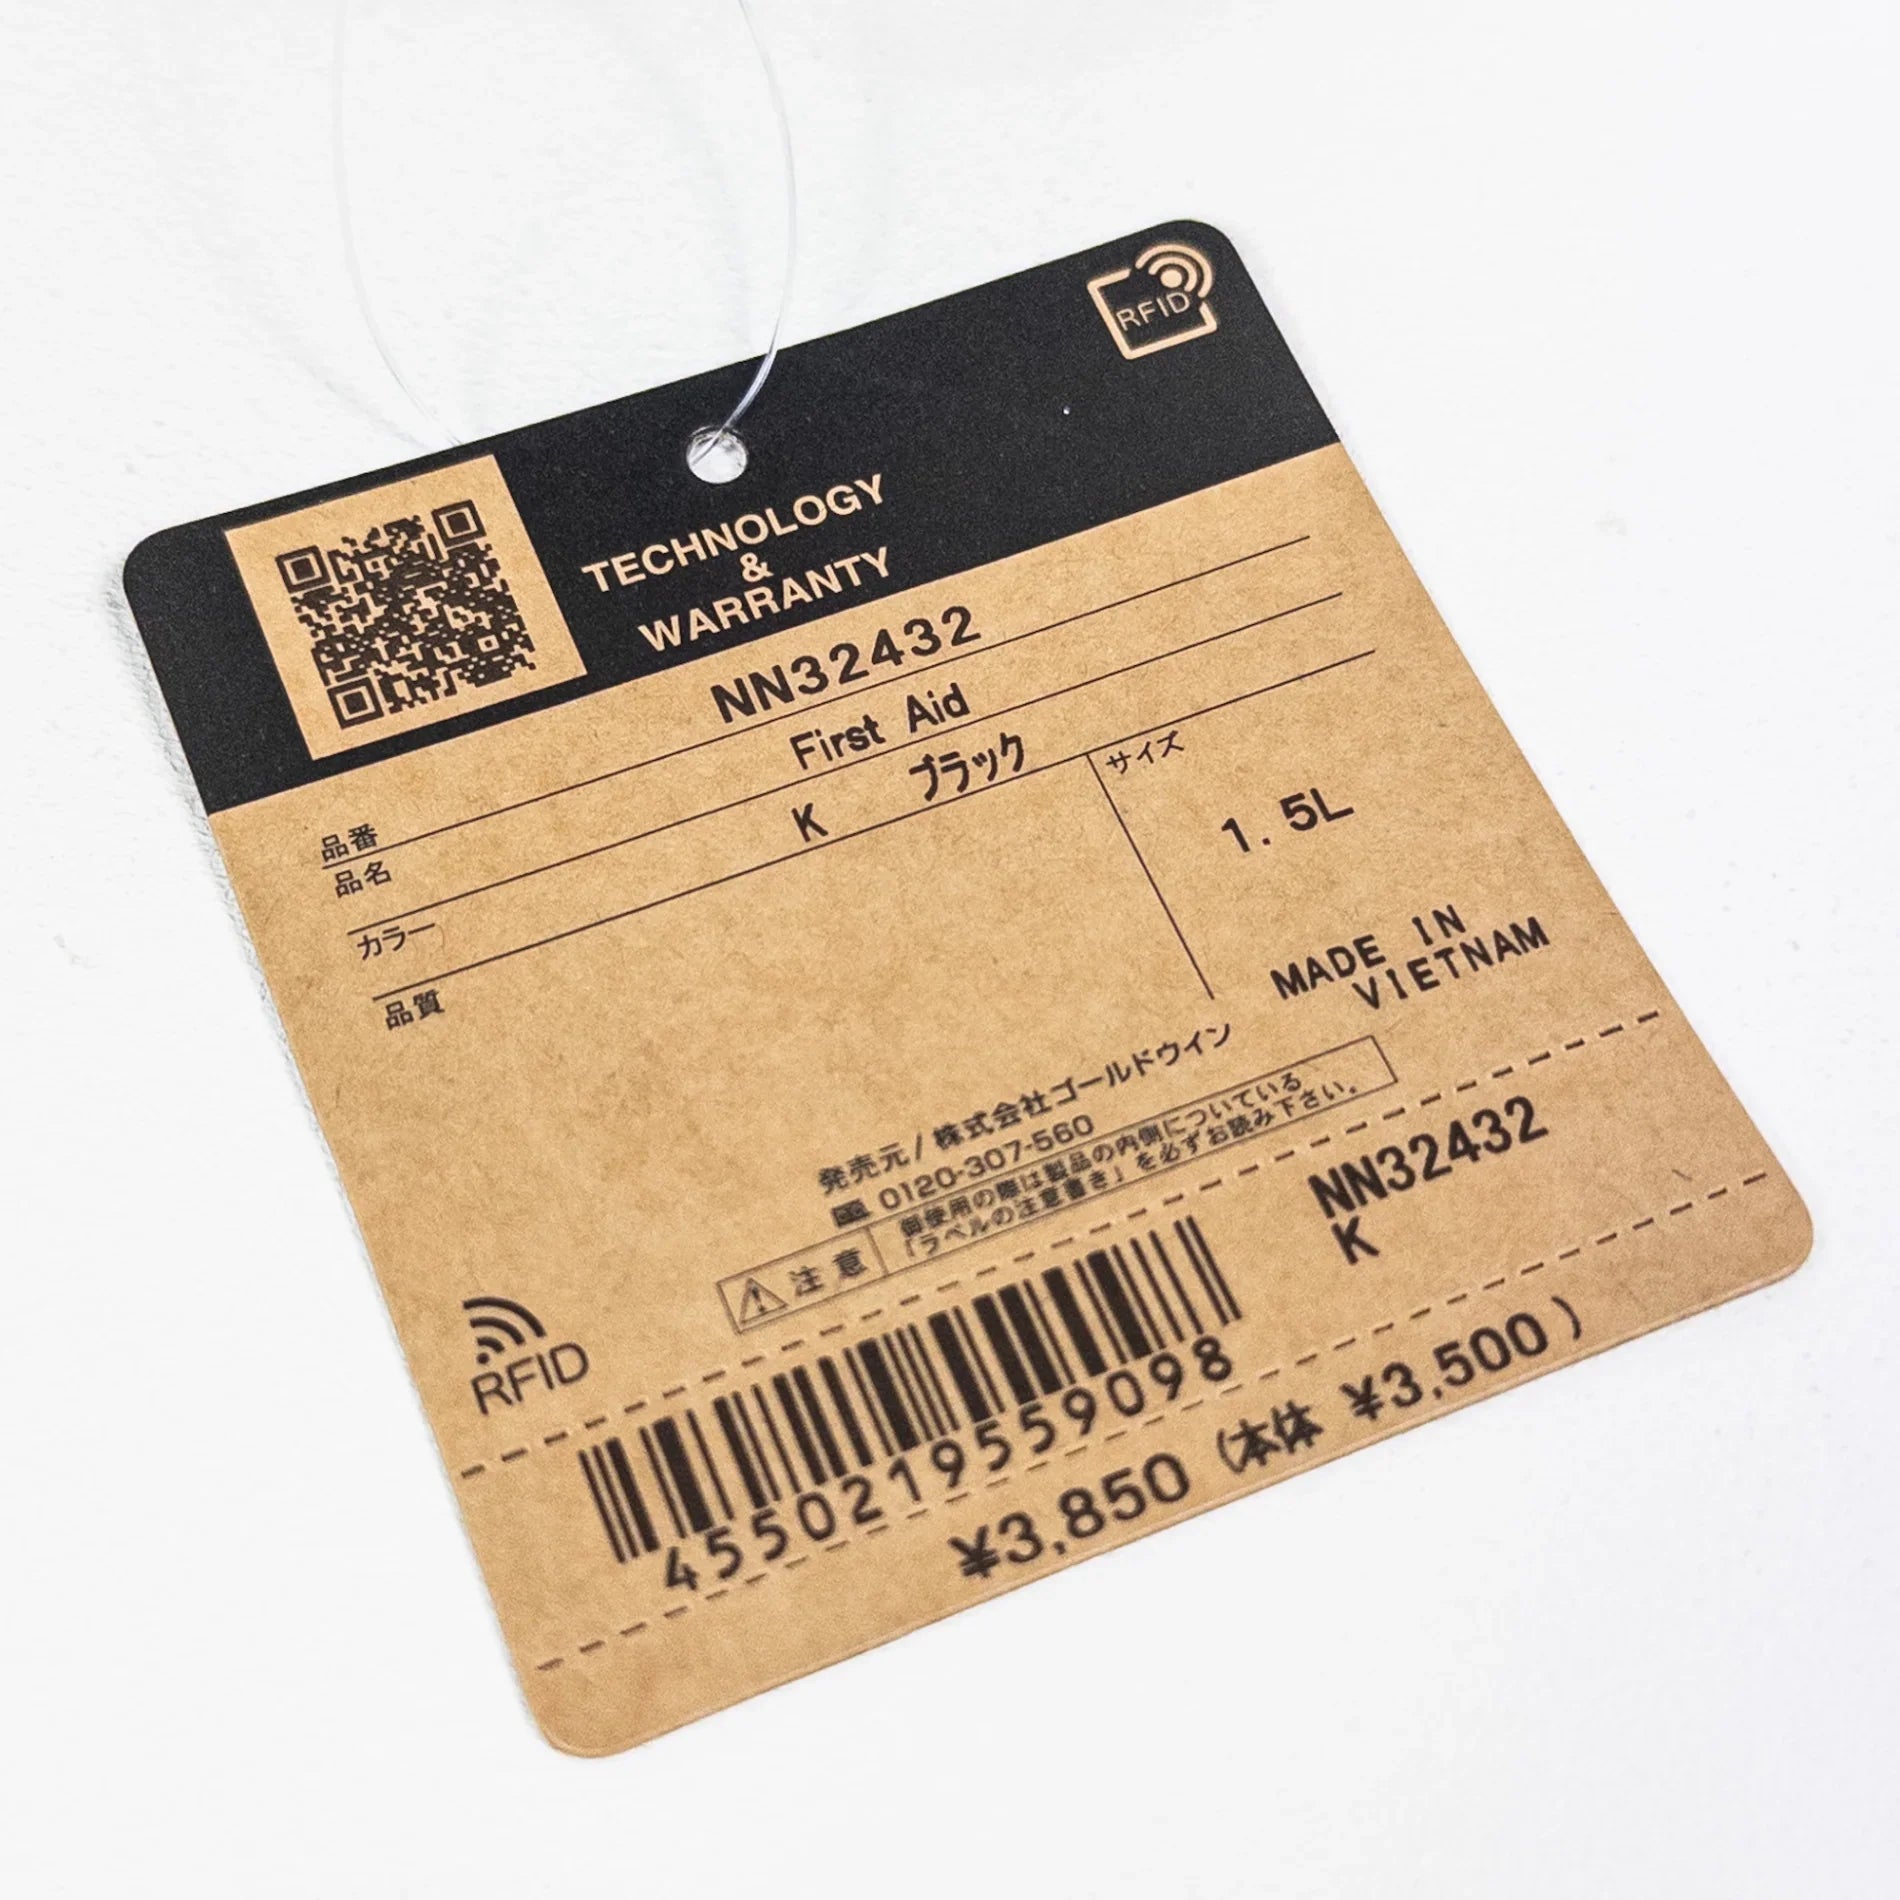 RFID
TECHNOLOGY
&
WARRANTY
品番 NN32432
品名 First Aid
カラー K ブラック
品質
サイズ
1.5L
MADE IN
VIETNAM
発売元/株式会社ゴールドウイン
0120-307-560
注意
御使用の際は製品の内側についている
「ラベルの注意書き」を必ずお読み下さい。
RFID
NN32432
K
4550219559098
¥3,850 (本体 ¥3,500)